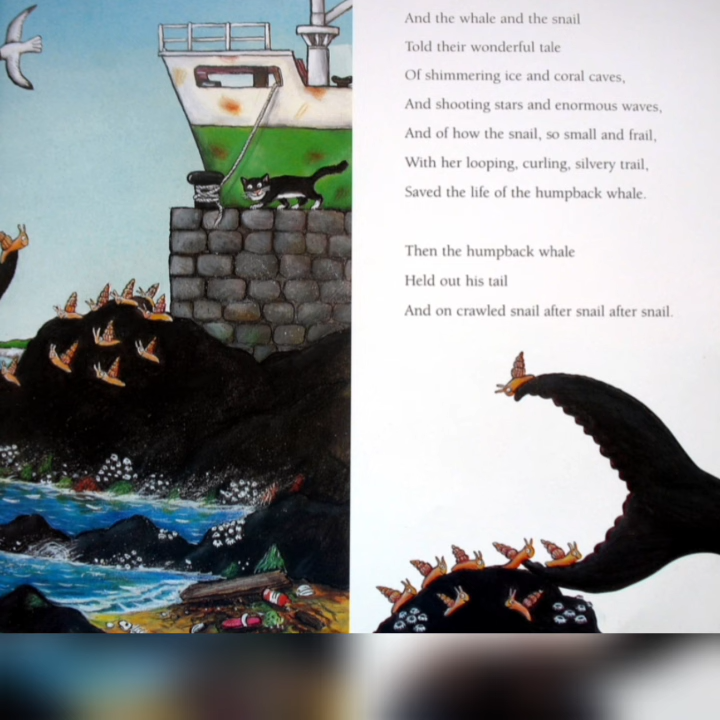 And the whale and the snail
Told their wonderful tale
Of shimmering ice and coral caves,
And shooting stars and enormous waves,
And of how the snail, so small and frail,
With her looping, curling, silvery trail,
Saved the life of the humpback whale.
Then the humpback whale
Held out his tail
And on crawled snail after snail after snail.